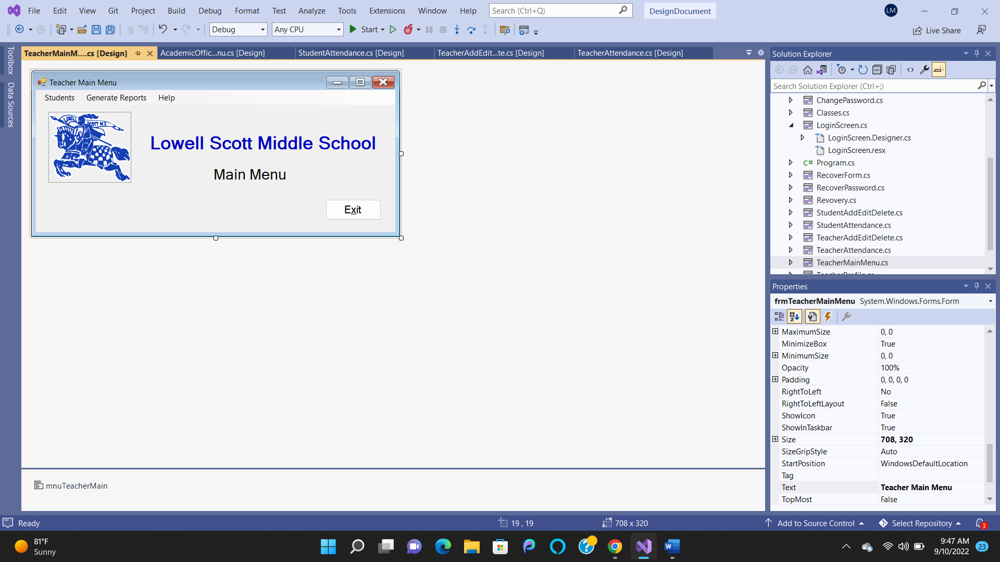 File Edit View Git Project Build Debug Format Test Analyze Tools Extensions Window Help Search (Ctrl+Q) DesignDocument LM
Debug Any CPU Start Live Share
Toolbox
Data Sources
TeacherMainM....cs [Design] AcademicOffic...nu.cs [Design] StudentAttendance.cs [Design] TeacherAddEdit...te.cs [Design] TeacherAttendance.cs [Design]
Teacher Main Menu
Students Generate Reports Help
LOWELL SCOTT MS
Lowell Scott Middle School
Main Menu
Exit
mnuTeacherMain
Solution Explorer
Search Solution Explorer (Ctrl+;)
ChangePassword.cs
Classes.cs
LoginScreen.cs
LoginScreen.Designer.cs
LoginScreen.resx
C# Program.cs
RecoverForm.cs
RecoverPassword.cs
Revovery.cs
StudentAddEditDelete.cs
StudentAttendance.cs
TeacherAddEditDelete.cs
TeacherAttendance.cs
TeacherMainMenu.cs
TeacherProfile.cs
Properties
frmTeacherMainMenu System.Windows.Forms.Form
MaximumSize 0, 0
MinimizeBox True
MinimumSize 0, 0
Opacity 100%
Padding 0, 0, 0, 0
RightToLeft No
RightToLeftLayout False
ShowIcon True
ShowInTaskbar True
Size 708, 320
SizeGripStyle Auto
StartPosition WindowsDefaultLocation
Tag
Text Teacher Main Menu
TopMost False
Ready 19 , 19 708 x 320 Add to Source Control Select Repository 3
81°F
Sunny
9:47 AM
9/10/2022 23